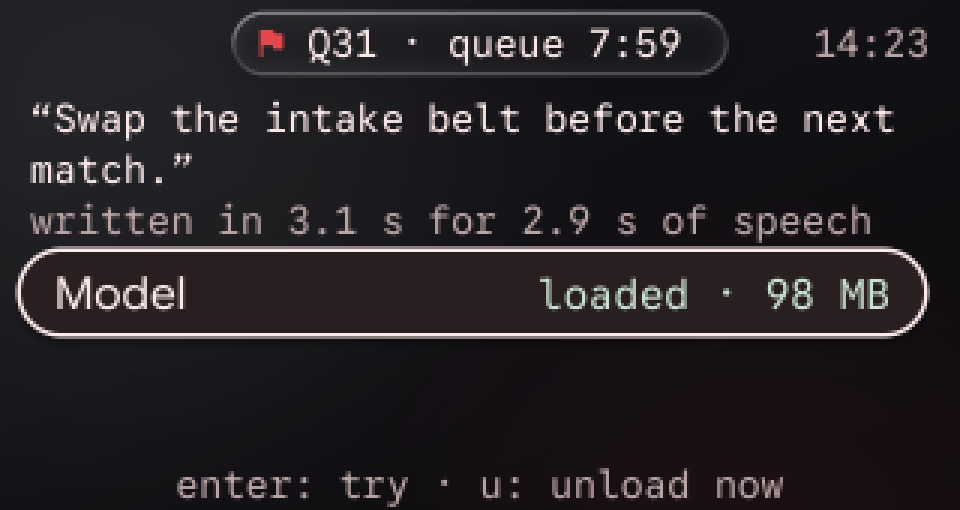 Q31 · queue 7:59
14:23
“Swap the intake belt before the next
match.”
written in 3.1 s for 2.9 s of speech
Model loaded · 98 MB
enter: try · u: unload now